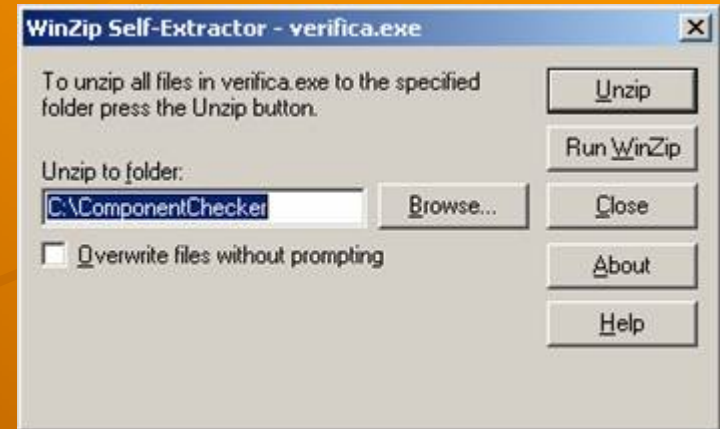 WinZip Self-Extractor - verifica.exe
To unzip all files in verifica.exe to the specified
folder press the Unzip button.
Unzip to folder:
C:\ComponentChecker
Browse...
Overwrite files without prompting
Unzip
Run WinZip
Close
About
Help